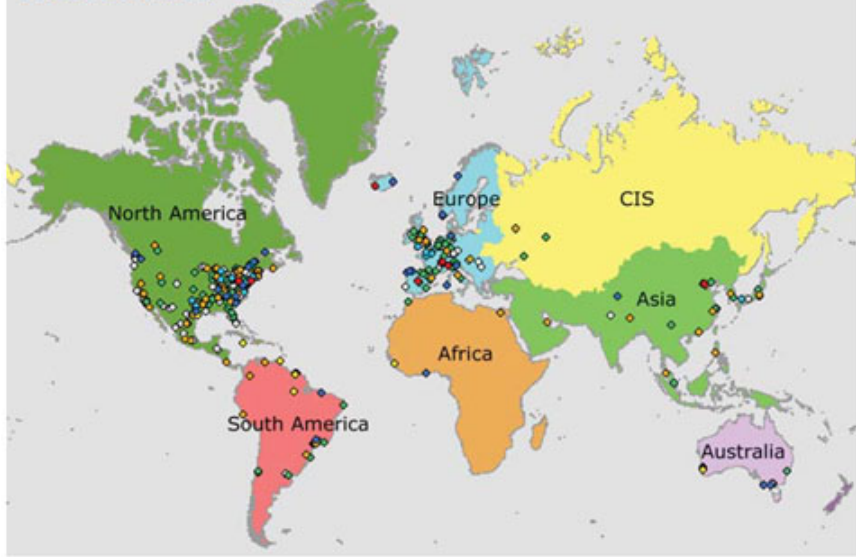 North America
Europe
CIS
Asia
Africa
South America
Australia